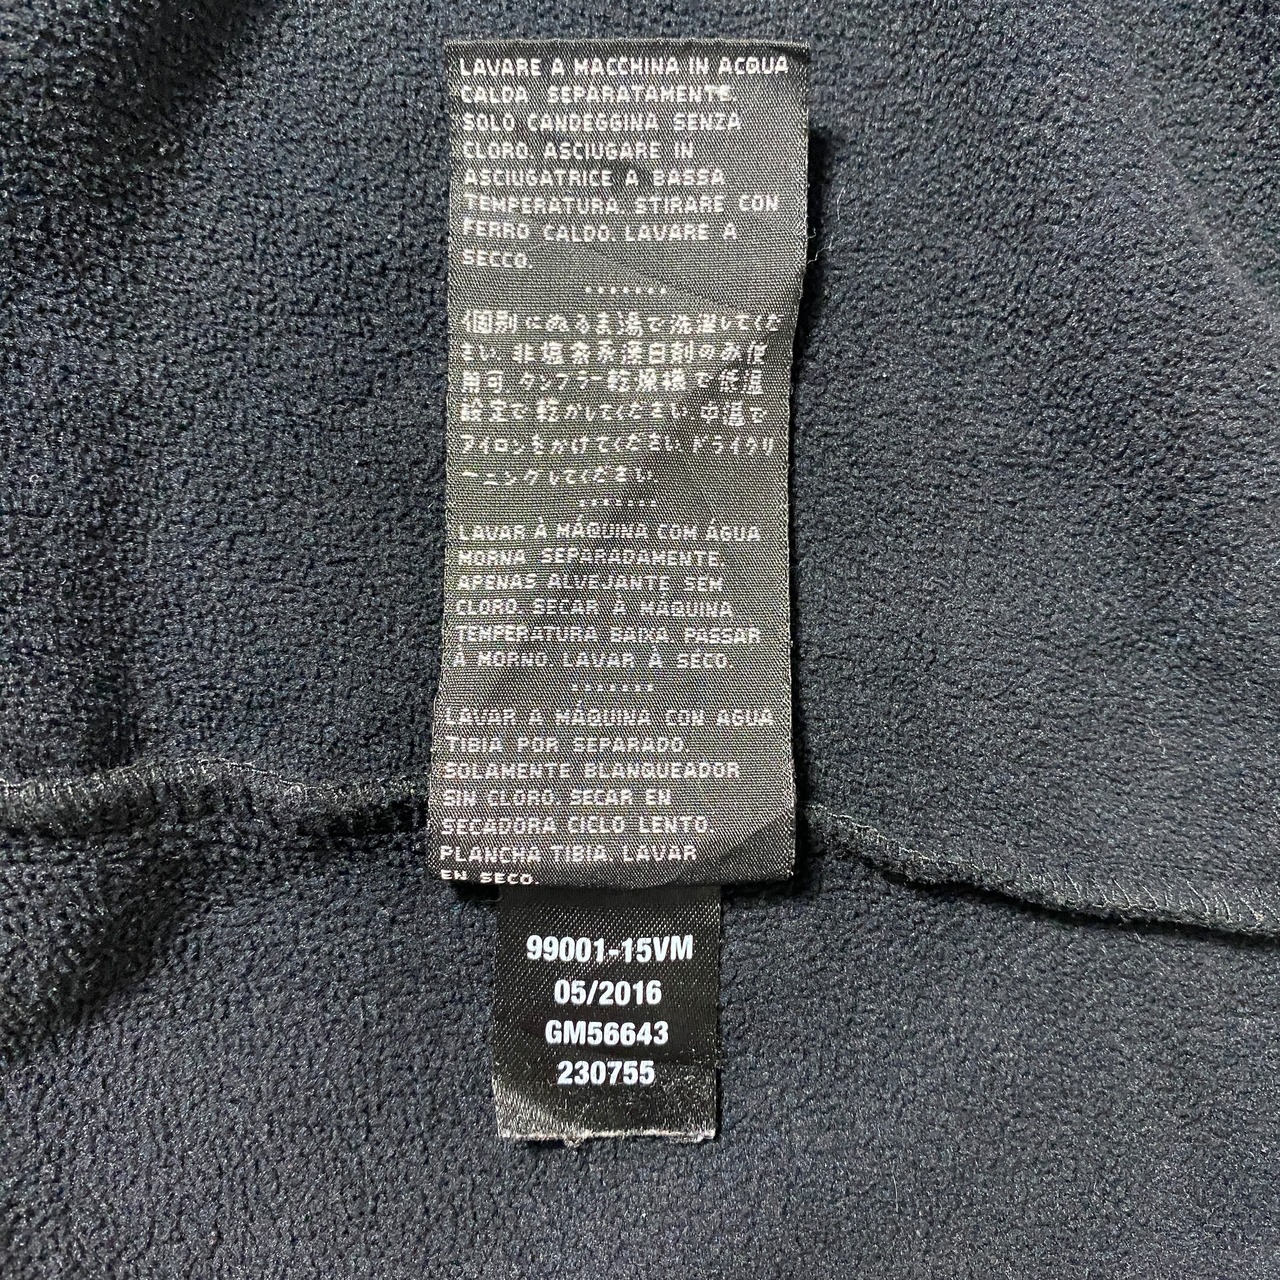 LAVARE A MACCHINA IN ACQUA
CALDA SEPARATAMENTE.
SOLO CANDEGGINA SENZA
CLORO. ASCIUGARE IN
ASCIUGATRICE A BASSA
TEMPERATURA. STIRARE CON
FERRO CALDO. LAVARE A
SECCO.
個別にぬるま湯で洗濯してくだ
さい. 非塩素系漂白剤のみ使
用可. タンブラー乾燥機で低温
設定で乾かしてください. 中温で
アイロンをかけてください. ドライクリ
ーニングしてください.
LAVAR À MÁQUINA COM ÁGUA
MORNA SEPARADAMENTE.
APENAS ALVEJANTE SEM
CLORO. SECAR À MÁQUINA
TEMPERATURA BAIXA. PASSAR
À MORNO. LAVAR À SECO.
LAVAR A MÁQUINA CON AGUA
TIBIA POR SEPARADO.
SOLAMENTE BLANQUEADOR
SIN CLORO. SECAR EN
SECADORA CICLO LENTO.
PLANCHA TIBIA. LAVAR
EN SECO.
99001-15VM
05/2016
GM56643
230755